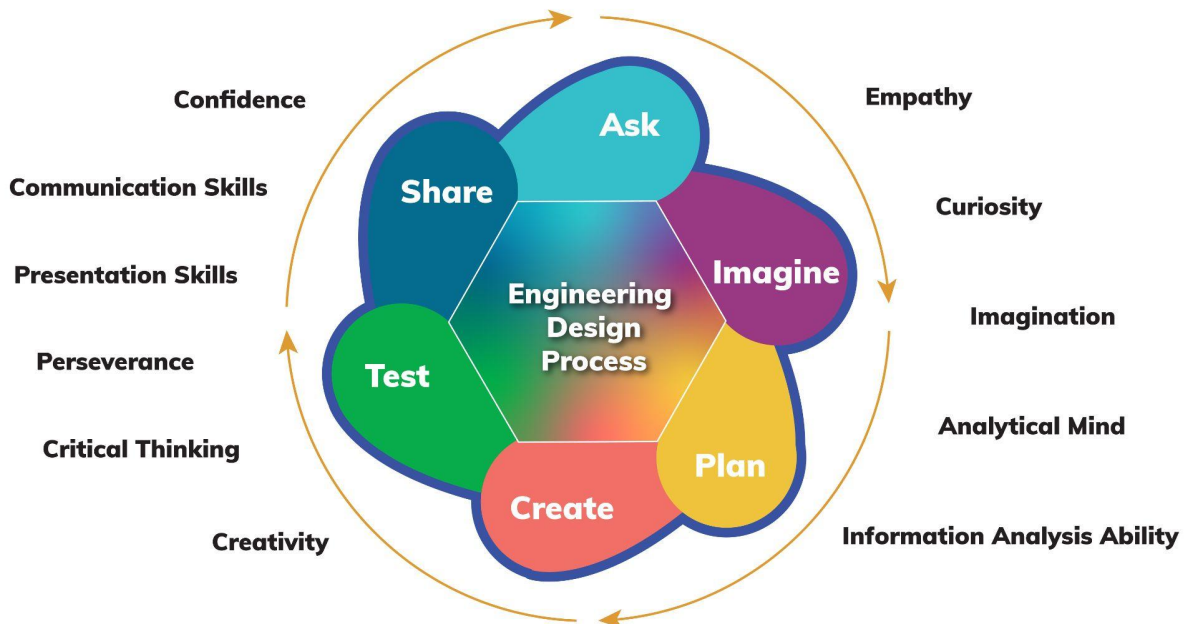 Confidence
Communication Skills
Presentation Skills
Perseverance
Critical Thinking
Creativity
Ask
Imagine
Plan
Create
Test
Share
Engineering
Design
Process
Empathy
Curiosity
Imagination
Analytical Mind
Information Analysis Ability